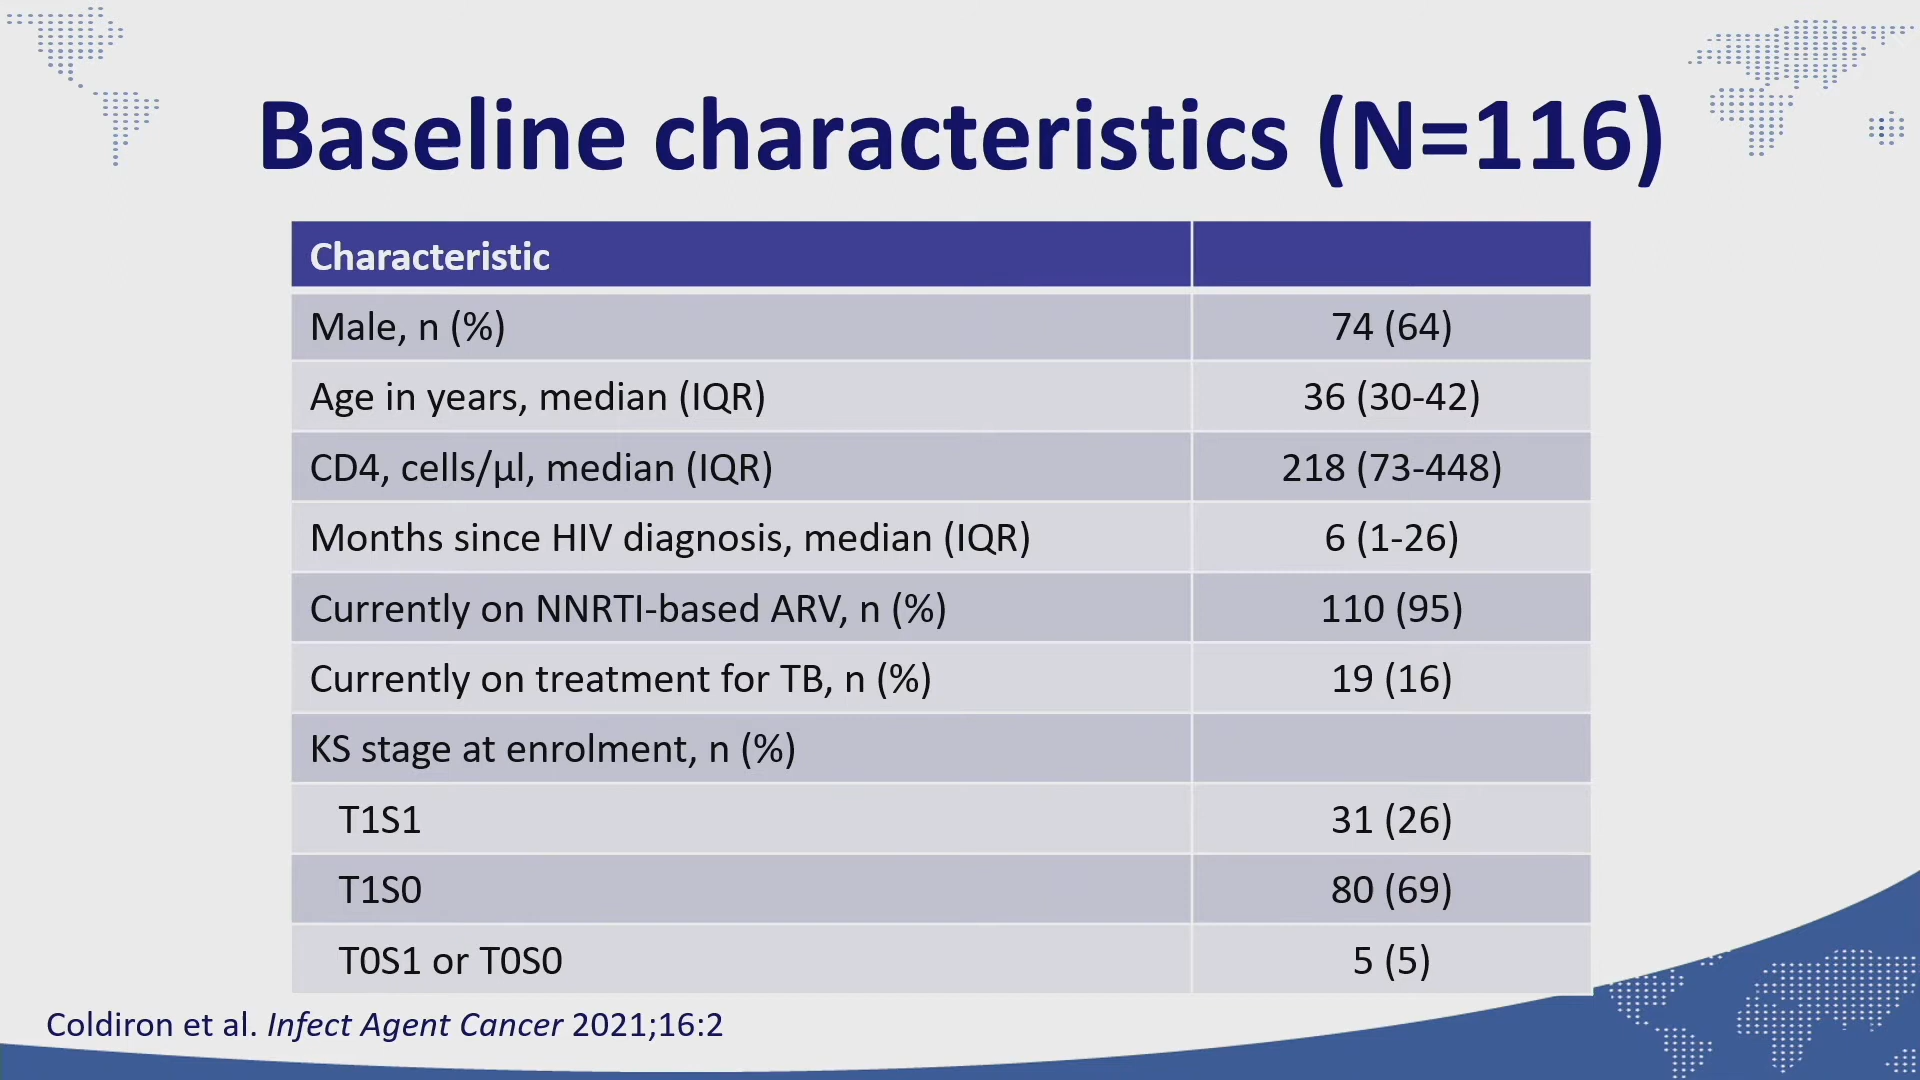 Baseline characteristics (N=116)
Characteristic
Male, n (%) 74 (64)
Age in years, median (IQR) 36 (30-42)
CD4, cells/µl, median (IQR) 218 (73-448)
Months since HIV diagnosis, median (IQR) 6 (1-26)
Currently on NNRTI-based ARV, n (%) 110 (95)
Currently on treatment for TB, n (%) 19 (16)
KS stage at enrolment, n (%)
T1S1 31 (26)
T1S0 80 (69)
T0S1 or T0S0 5 (5)
Coldiron et al. Infect Agent Cancer 2021;16:2